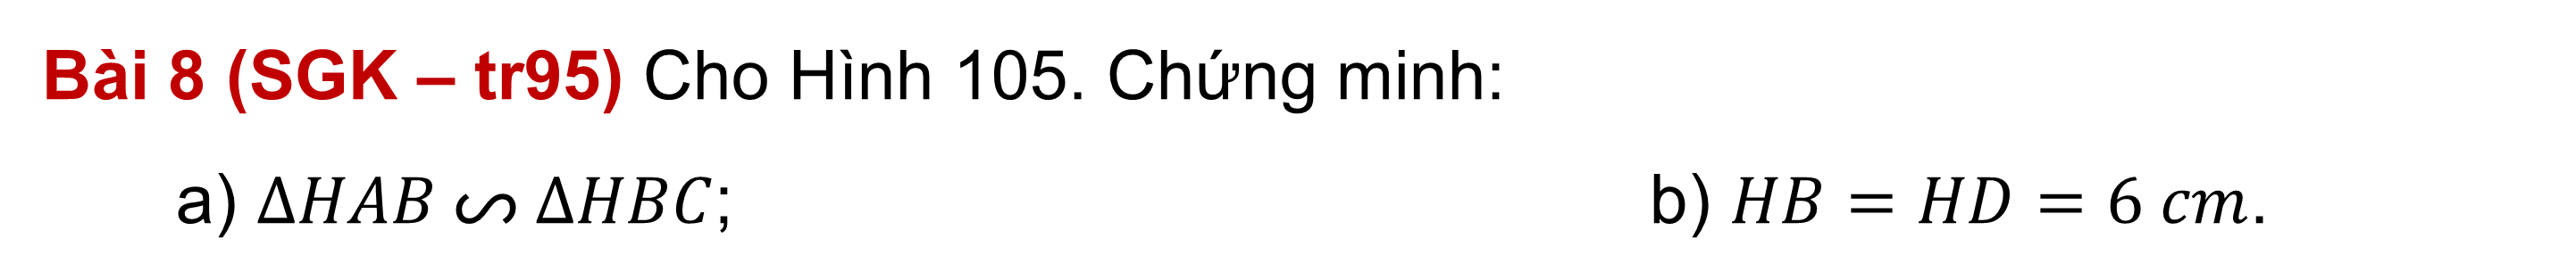 Bài 8 (SGK – tr95) Cho Hình 105. Chứng minh:
a) ΔHAB ᔕ ΔHBC; b) HB = HD = 6 cm.